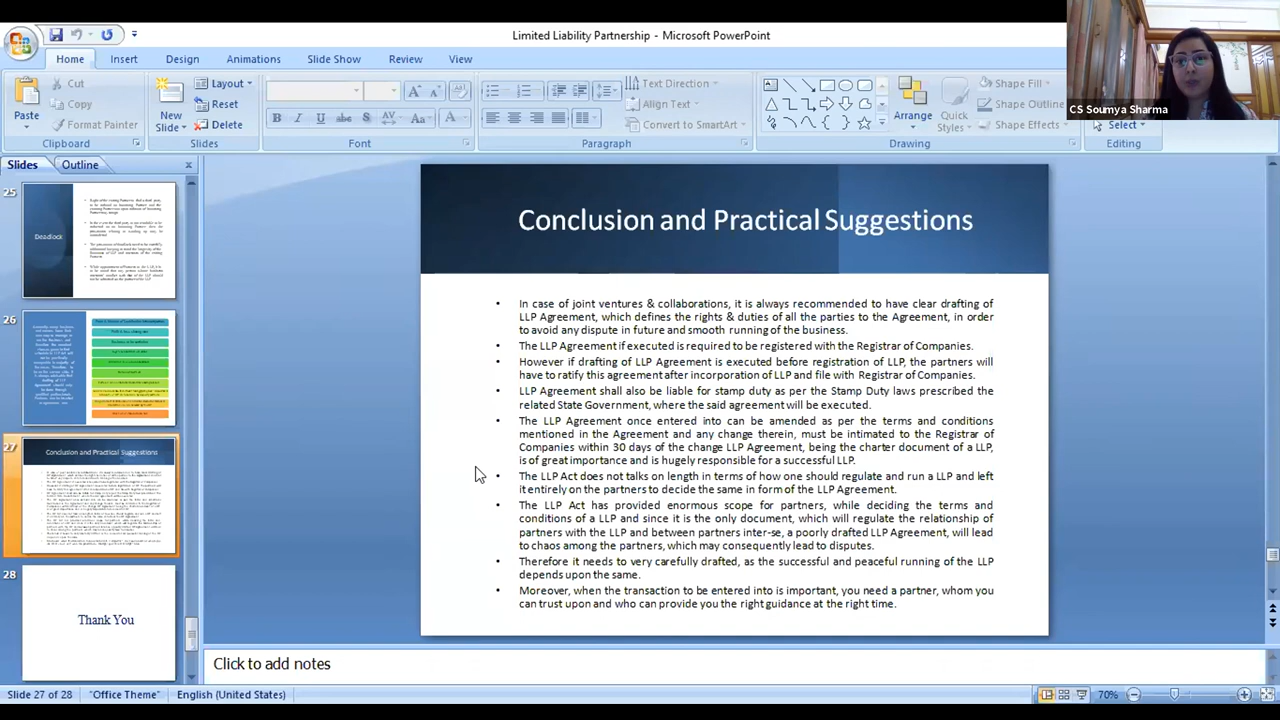 Limited Liability Partnership - Microsoft PowerPoint
Home Insert Design Animations Slide Show Review View
Paste
Cut
Copy
Format Painter
Clipboard
New Slide
Layout
Reset
Delete
Slides
B I U abc S AV Aa A
Font
Text Direction
Align Text
Convert to SmartArt
Paragraph
Arrange
Quick Styles
Shape Fill
Shape Outline
Shape Effects
Drawing
Select
Editing
CS Soumya Sharma
Slides Outline
25
Deadlock
26
27
Conclusion and Practical Suggestions
28
Thank You
Conclusion and Practical Suggestions
• In case of joint ventures & collaborations, it is always recommended to have clear drafting of
LLP Agreement, which defines the rights & duties of all the parties to the Agreement, in order
to avoid any dispute in future and smooth running of the business.
• The LLP Agreement if executed is required to be registered with the Registrar of Companies.
• However if drafting of LLP Agreement is executed before registration of LLP, the partners will
have to ratify this agreement after incorporation of LLP and file with Registrar of Companies.
• LLP Agreement shall also be liable for stamp duty as per the Stamp Duty laws prescribed the
related State Government, where the said agreement will be executed.
• The LLP Agreement once entered into can be amended as per the terms and conditions
mentioned in the Agreement and any change therein, must be intimated to the Registrar of
Companies within 30 days of the change LLP Agreement, being the charter document of a LLP,
is of great importance and is hugely responsible for a successful LLP.
• The LLP Act does not talks on length in terms of how one should regulate and run a LLP and left
it entirely on the partners to decide the same in form of the LLP Agreement.
• The LLP Act has provided enormous scope for partners, while deciding the terms and
conditions of a LLP and since it is the only document, which will regulate the relationship of
partners with the LLP and between partners inter-se, a poorly drafted LLP Agreement, will lead
to chaos among the partners, which may consequently lead to disputes.
• Therefore it needs to very carefully drafted, as the successful and peaceful running of the LLP
depends upon the same.
• Moreover, when the transaction to be entered into is important, you need a partner, whom you
can trust upon and who can provide you the right guidance at the right time.
Click to add notes
Slide 27 of 28 "Office Theme" English (United States) 70%